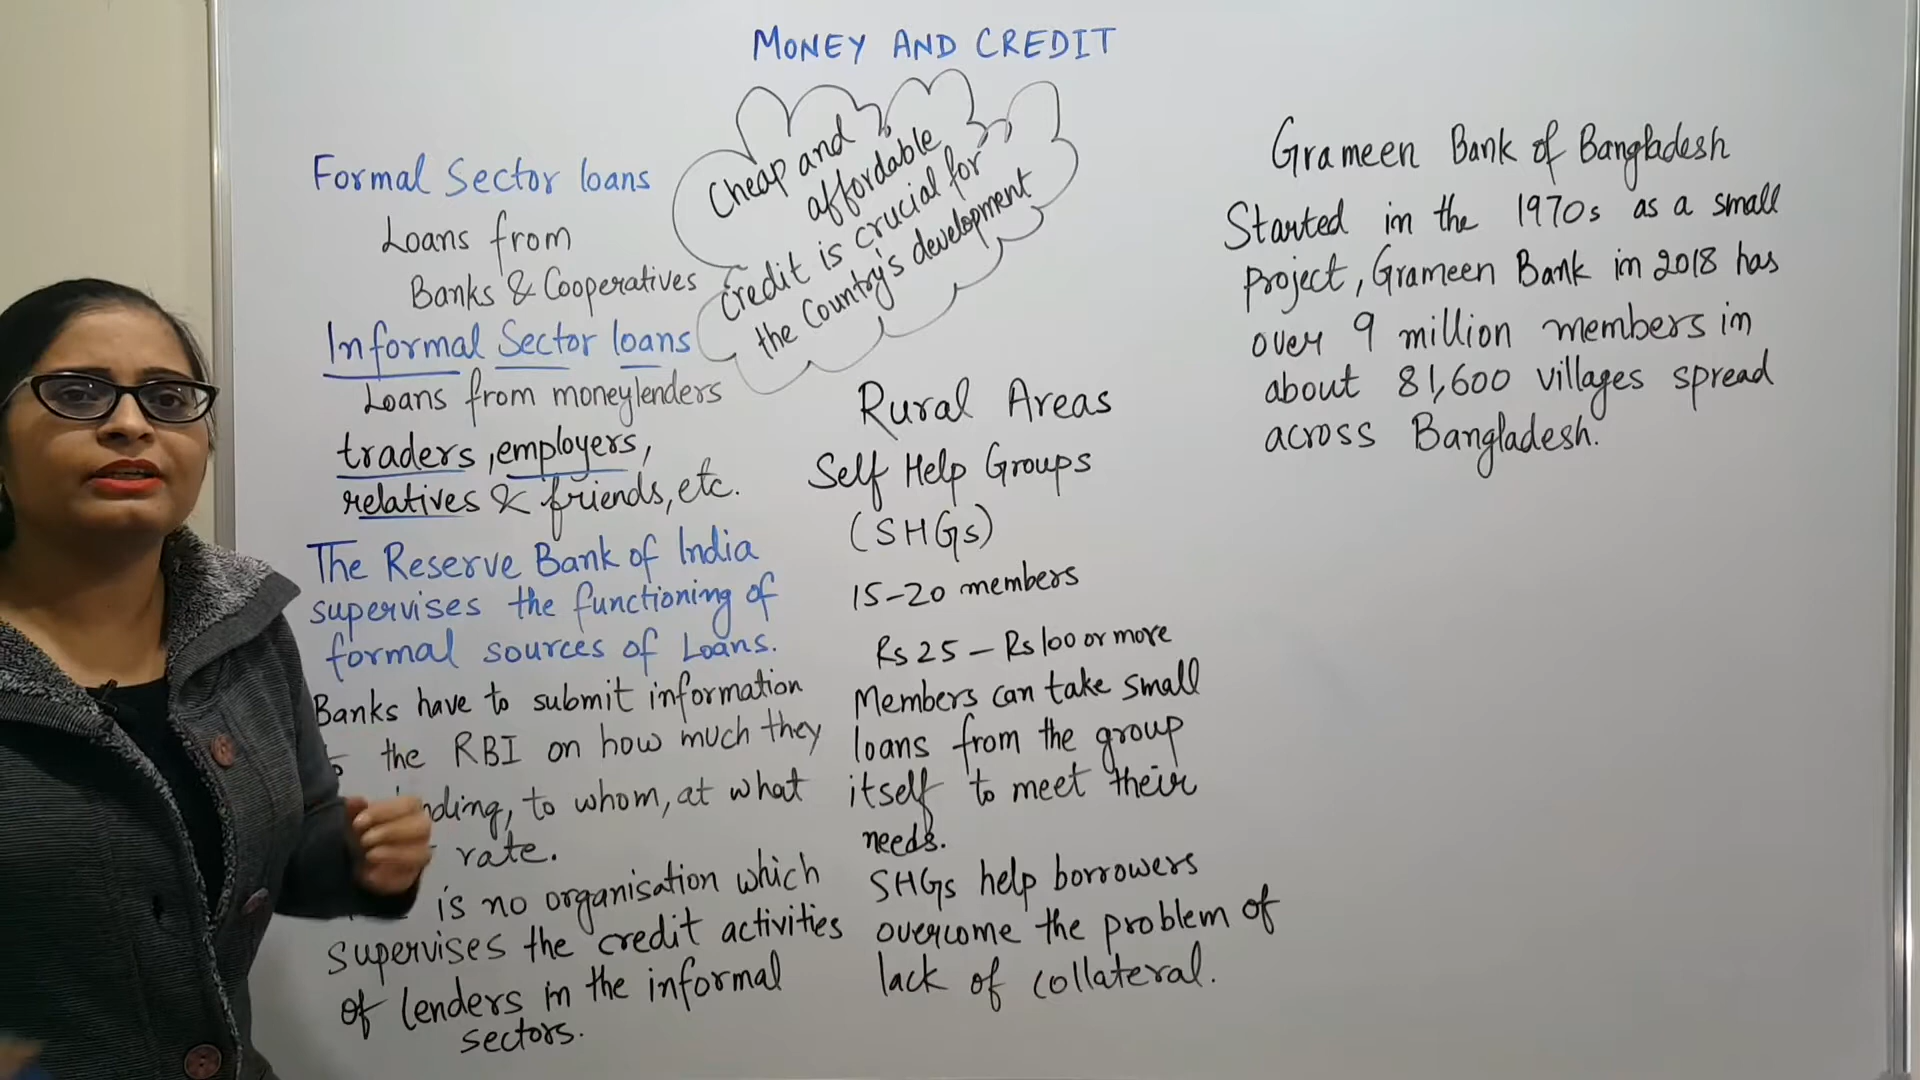 MONEY AND CREDIT
Formal Sector loans
Loans from
Banks & Cooperatives
Informal Sector loans
Loans from moneylenders
traders, employers,
relatives & friends, etc.
The Reserve Bank of India
supervises the functioning of
formal sources of Loans.
Banks have to submit information
the RBI on how much they
to whom, at what
rate.
is no organisation which
supervises the credit activities
of lenders in the informal
sectors.
Cheap and
affordable
credit is crucial for
the Country's development
Rural Areas
Self Help Groups
(SHGs)
15-20 members
Rs 25 - Rs 100 or more
Members can take small
loans from the group
itself to meet their
needs.
SHGs help borrowers
overcome the problem of
lack of collateral.
Grameen Bank of Bangladesh
Started in the 1970s as a small
project, Grameen Bank in 2018 has
over 9 million members in
about 81,600 villages spread
across Bangladesh.